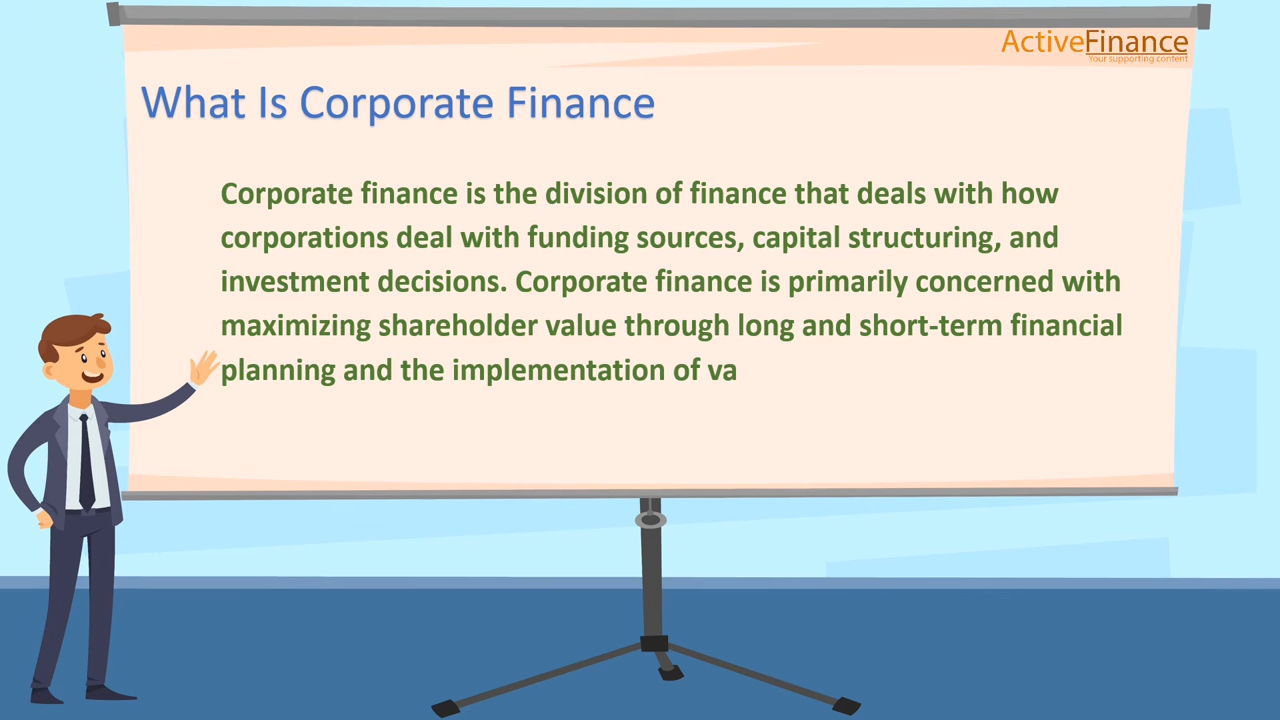 ActiveFinance
Your supporting content
What Is Corporate Finance
Corporate finance is the division of finance that deals with how
corporations deal with funding sources, capital structuring, and
investment decisions. Corporate finance is primarily concerned with
maximizing shareholder value through long and short-term financial
planning and the implementation of va